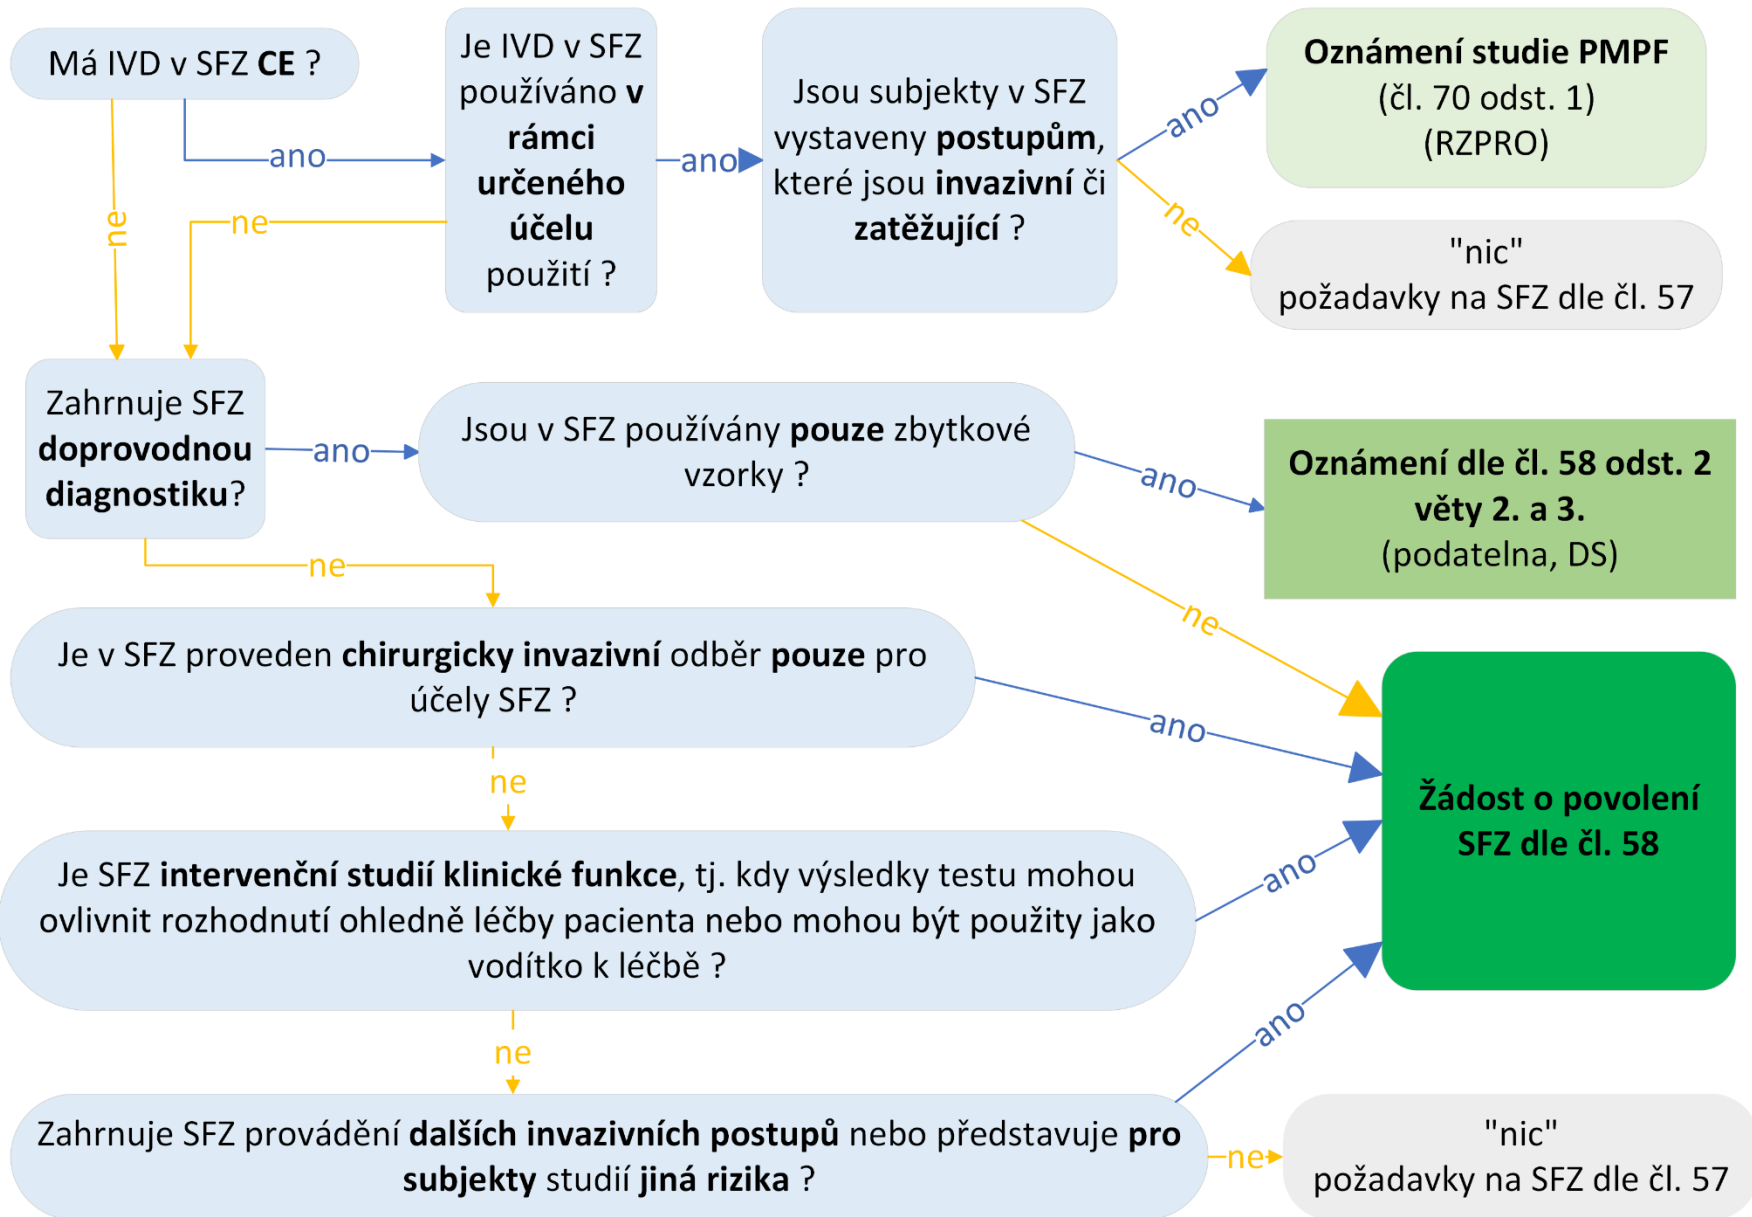 Má IVD v SFZ CE ?
ano
ne
Je IVD v SFZ
používáno v
rámci
určeného
účelu
použití ?
ano
ne
Jsou subjekty v SFZ
vystaveny postupům,
které jsou invazivní či
zatěžující ?
ano
ne
Oznámení studie PMPF
(čl. 70 odst. 1)
(RZPRO)
"nic"
požadavky na SFZ dle čl. 57
Zahrnuje SFZ
doprovodnou
diagnostiku?
ano
ne
Jsou v SFZ používány pouze zbytkové
vzorky ?
ano
ne
Oznámení dle čl. 58 odst. 2
věty 2. a 3.
(podatelna, DS)
Je v SFZ proveden chirurgicky invazivní odběr pouze pro
účely SFZ ?
ano
ne
Žádost o povolení
SFZ dle čl. 58
Je SFZ intervenční studií klinické funkce, tj. kdy výsledky testu mohou
ovlivnit rozhodnutí ohledně léčby pacienta nebo mohou být použity jako
vodítko k léčbě ?
ano
ne
Zahrnuje SFZ provádění dalších invazivních postupů nebo představuje pro
subjekty studií jiná rizika ?
ano
ne
"nic"
požadavky na SFZ dle čl. 57